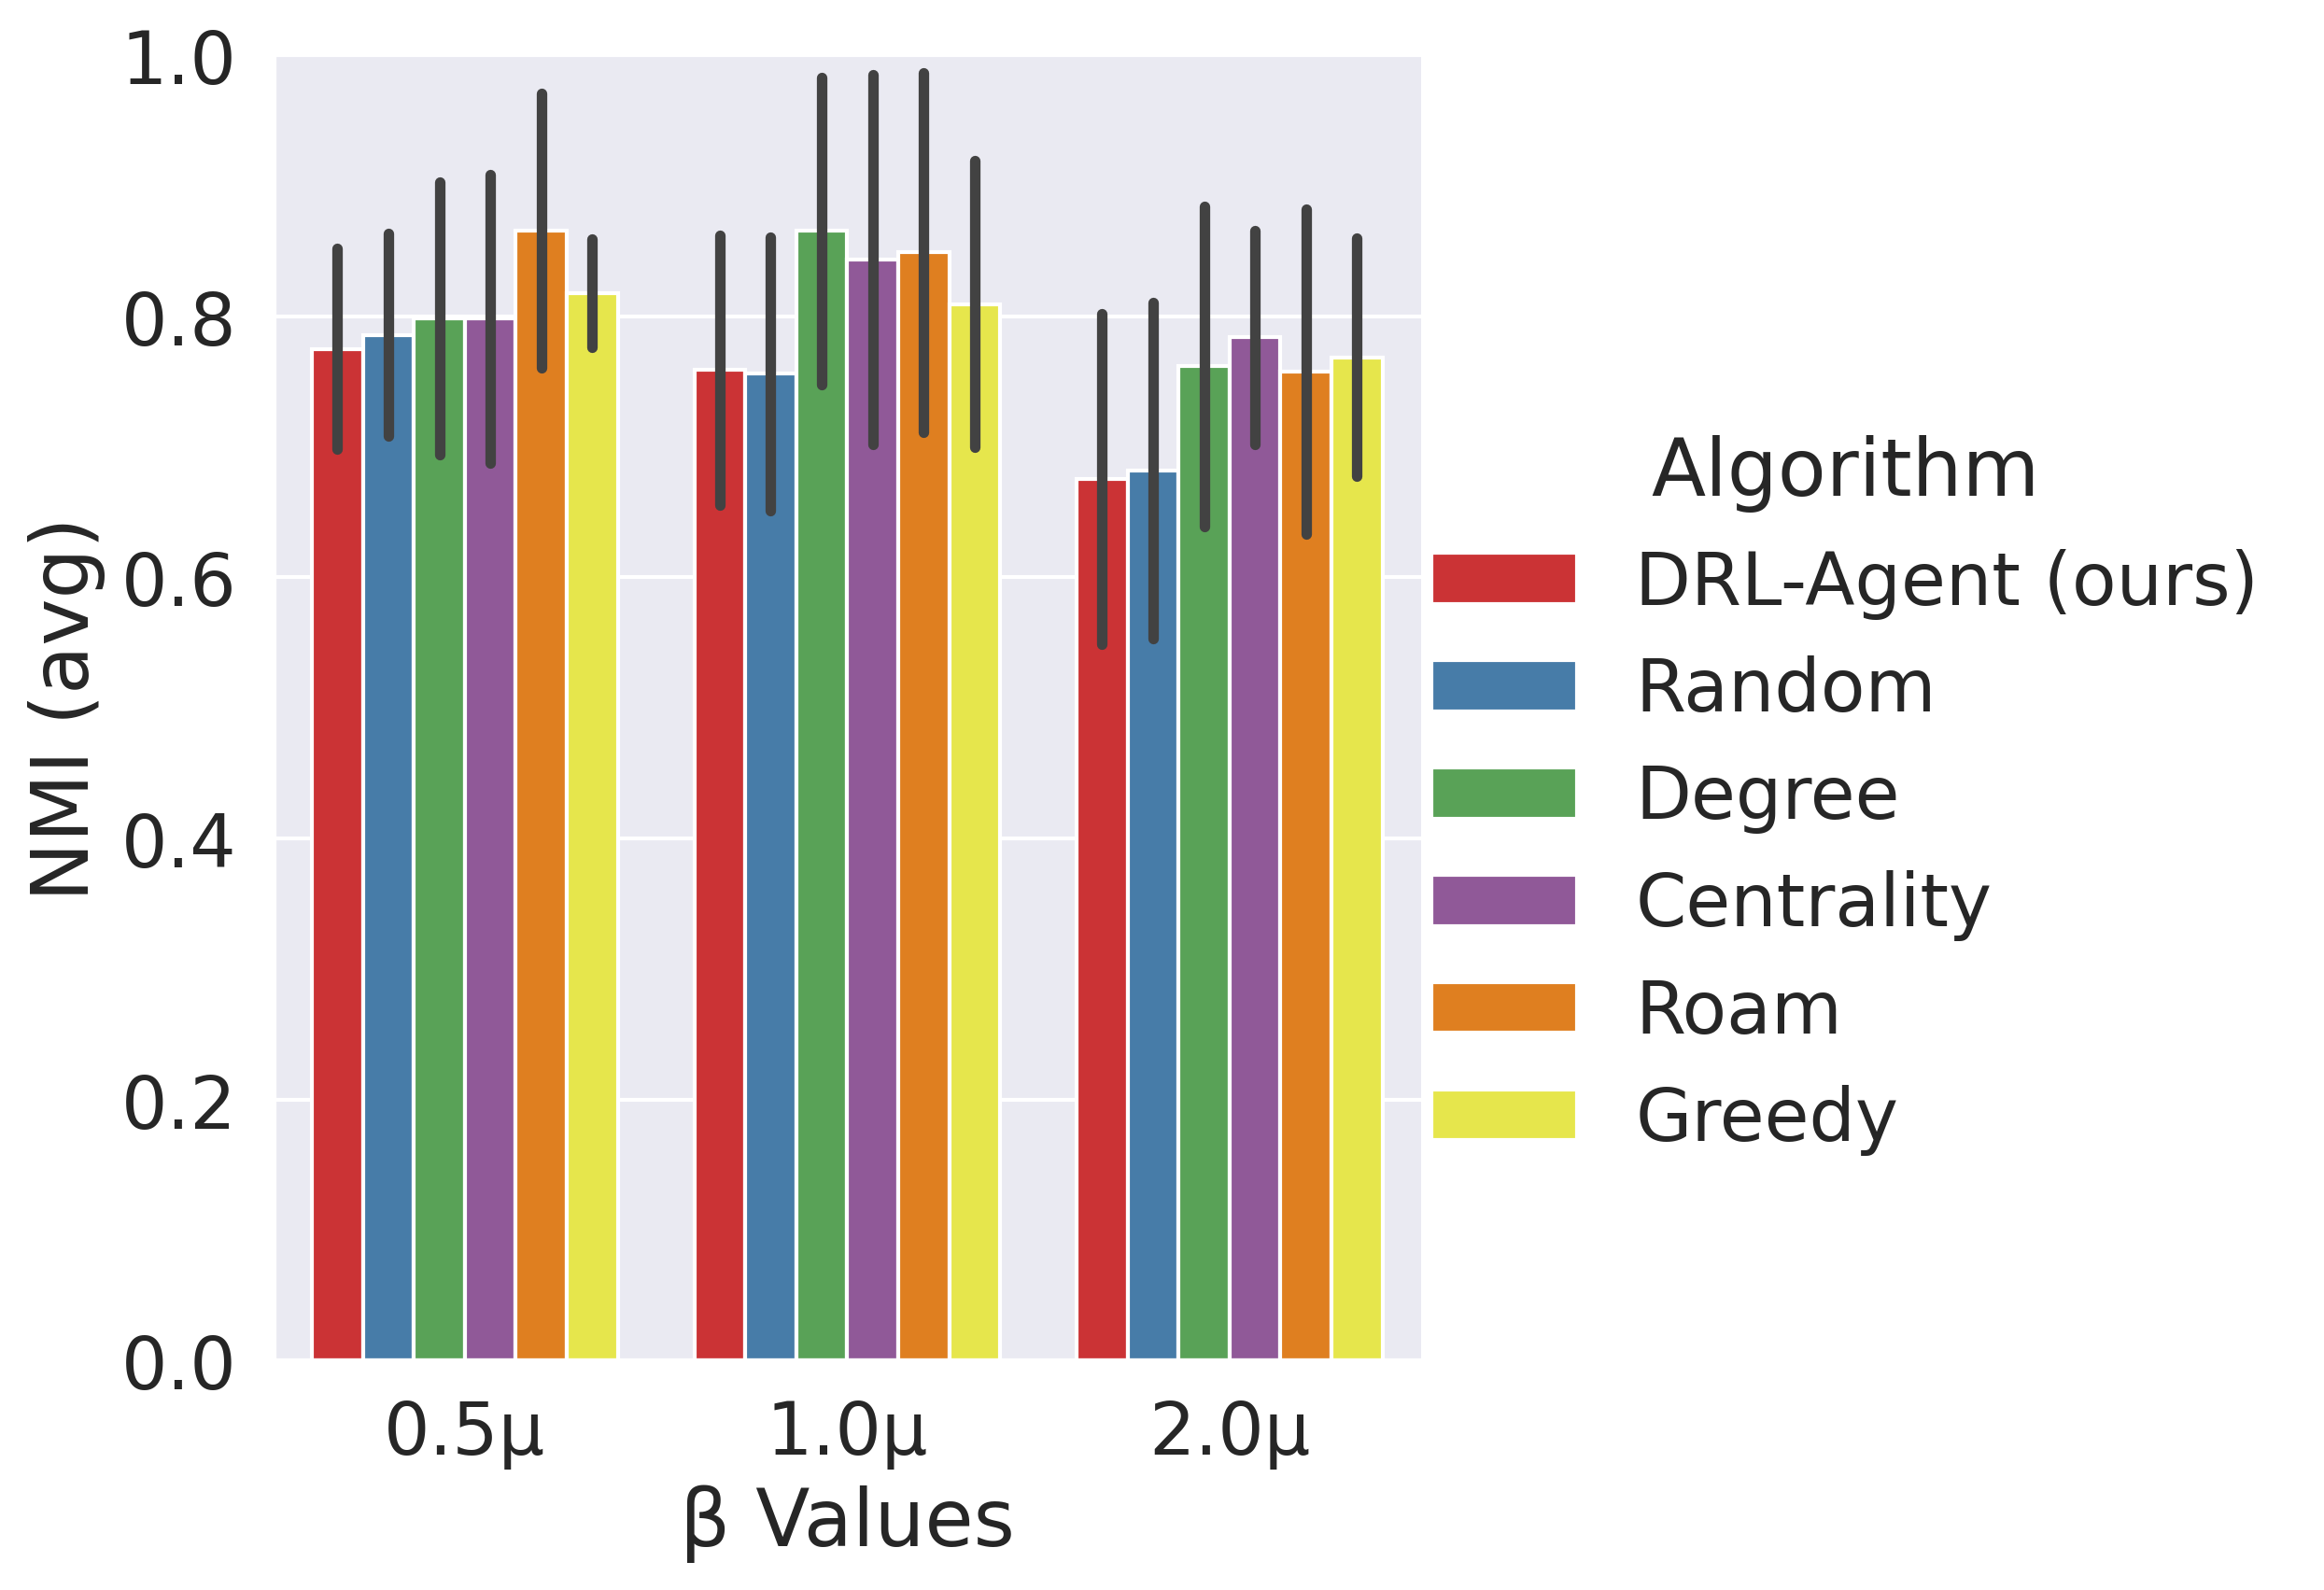 NMI (avg)
1.0
0.8
0.6
0.4
0.2
0.0
0.5μ 1.0μ 2.0μ
β Values
Algorithm
DRL-Agent (ours)
Random
Degree
Centrality
Roam
Greedy